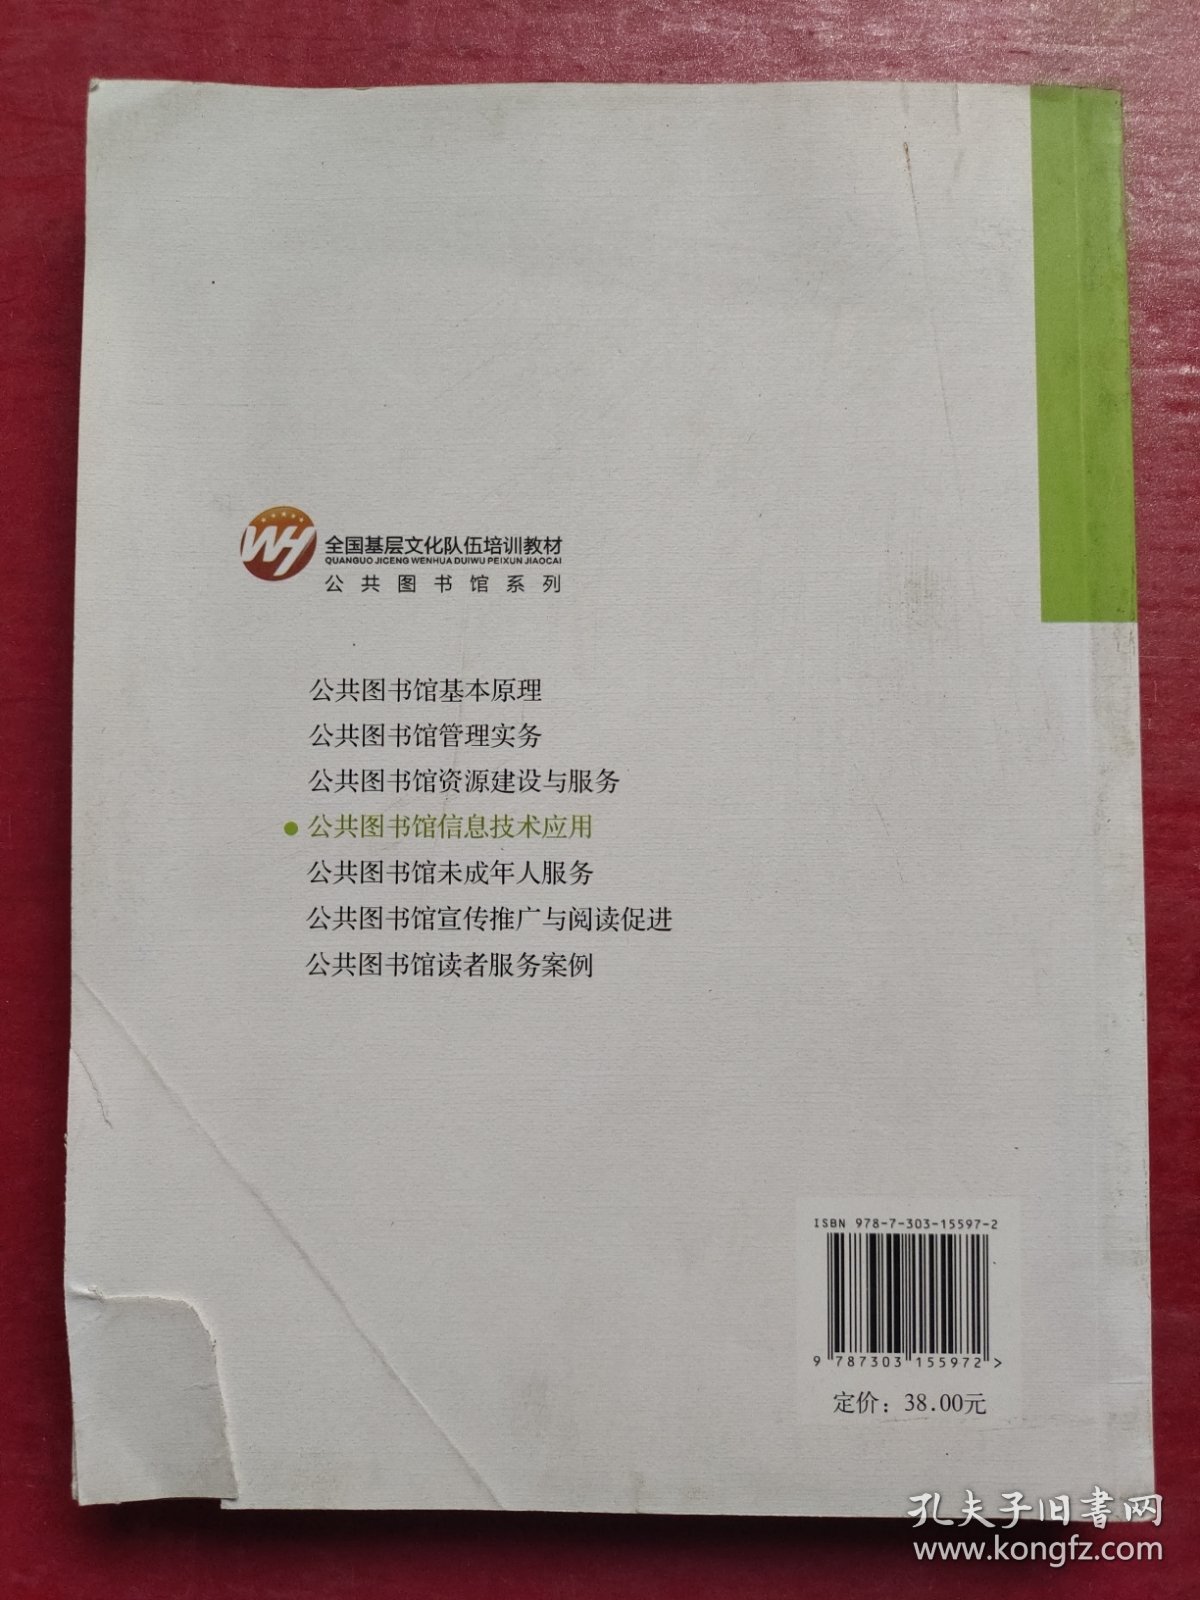 WH
全国基层文化队伍培训教材
QUANGUO JICENG WENHUA DUIWU PEIXUN JIAOCAI
公共图书馆系列
公共图书馆基本原理
公共图书馆管理实务
公共图书馆资源建设与服务
● 公共图书馆信息技术应用
公共图书馆未成年人服务
公共图书馆宣传推广与阅读促进
公共图书馆读者服务案例
ISBN 978-7-303-15597-2
9 787303 155972 >
定价：38.00元
孔夫子旧书网
www.kongfz.com